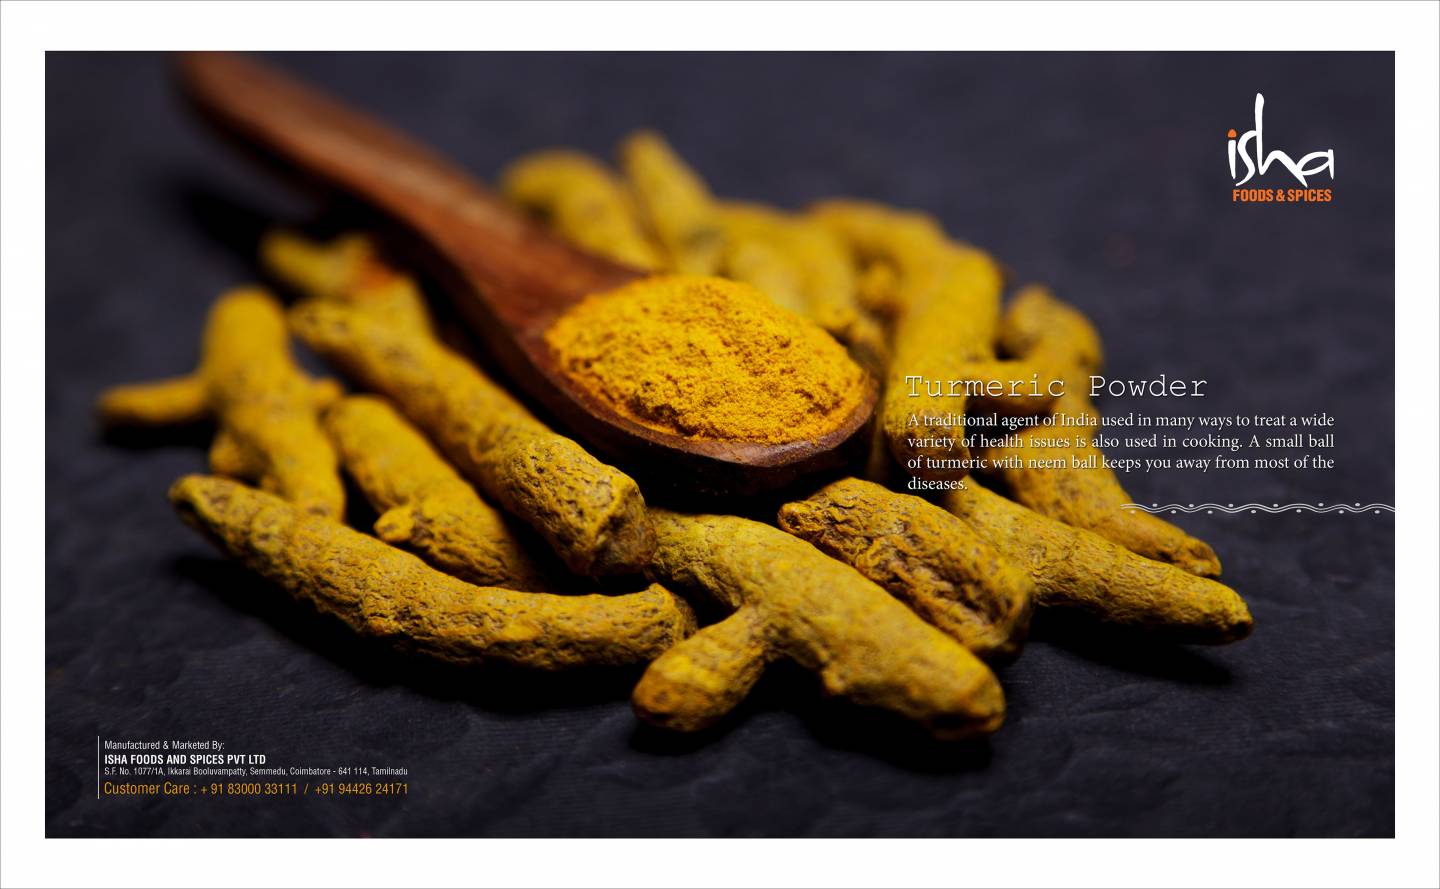 isha
FOODS & SPICES
Turmeric Powder
A traditional agent of India used in many ways to treat a wide
variety of health issues is also used in cooking. A small ball
of turmeric with neem ball keeps you away from most of the
diseases.
Manufactured & Marketed By:
ISHA FOODS AND SPICES PVT LTD
S.F. No. 1077/1A, Ikkarai Booluvampatty, Semmedu, Coimbatore - 641 114, Tamilnadu
Customer Care : + 91 83000 33111 / +91 94426 24171